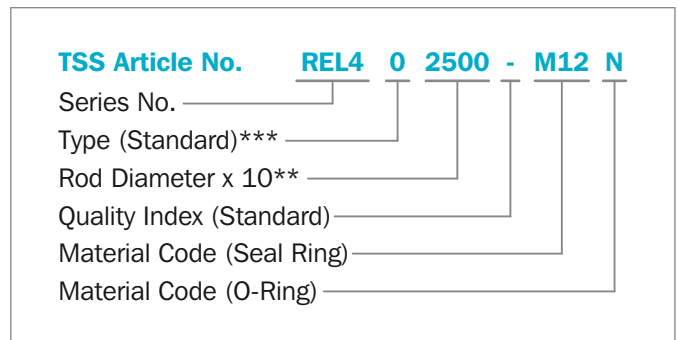 TSS Article No. REL4 0 2500 - M12 N
Series No.
Type (Standard)***
Rod Diameter x 10**
Quality Index (Standard)
Material Code (Seal Ring)
Material Code (O-Ring)